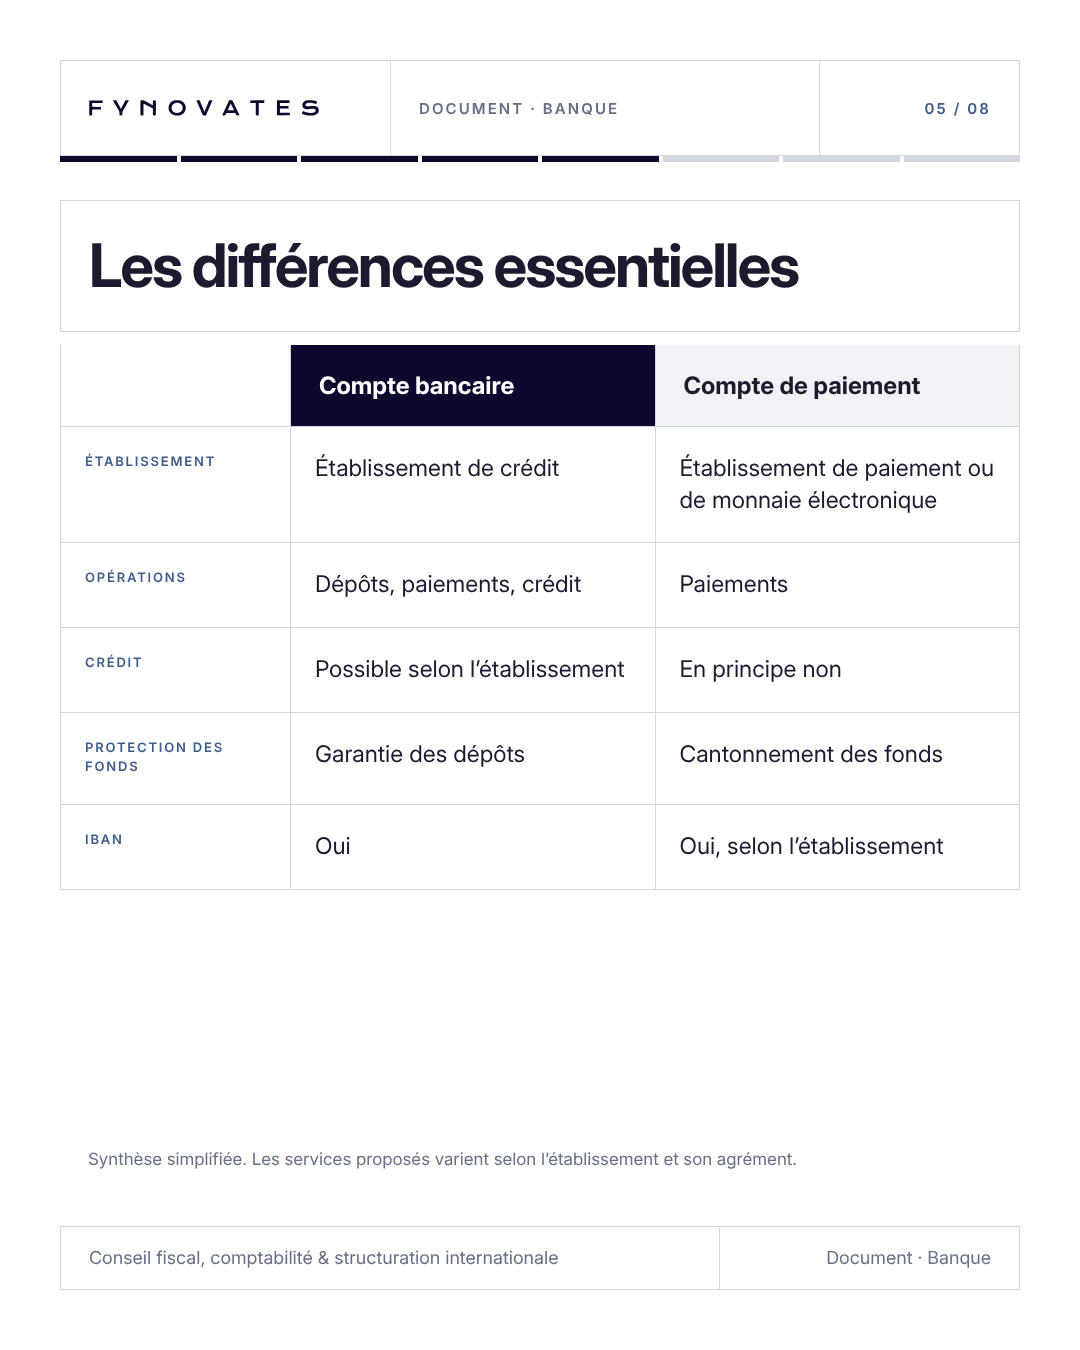 FYNOVATES
DOCUMENT · BANQUE
05 / 08
Les différences essentielles
Compte bancaire
Compte de paiement
ÉTABLISSEMENT
Établissement de crédit
Établissement de paiement ou
de monnaie électronique
OPÉRATIONS
Dépôts, paiements, crédit
Paiements
CRÉDIT
Possible selon l’établissement
En principe non
PROTECTION DES
FONDS
Garantie des dépôts
Cantonnement des fonds
IBAN
Oui
Oui, selon l’établissement
Synthèse simplifiée. Les services proposés varient selon l’établissement et son agrément.
Conseil fiscal, comptabilité & structuration internationale
Document · Banque